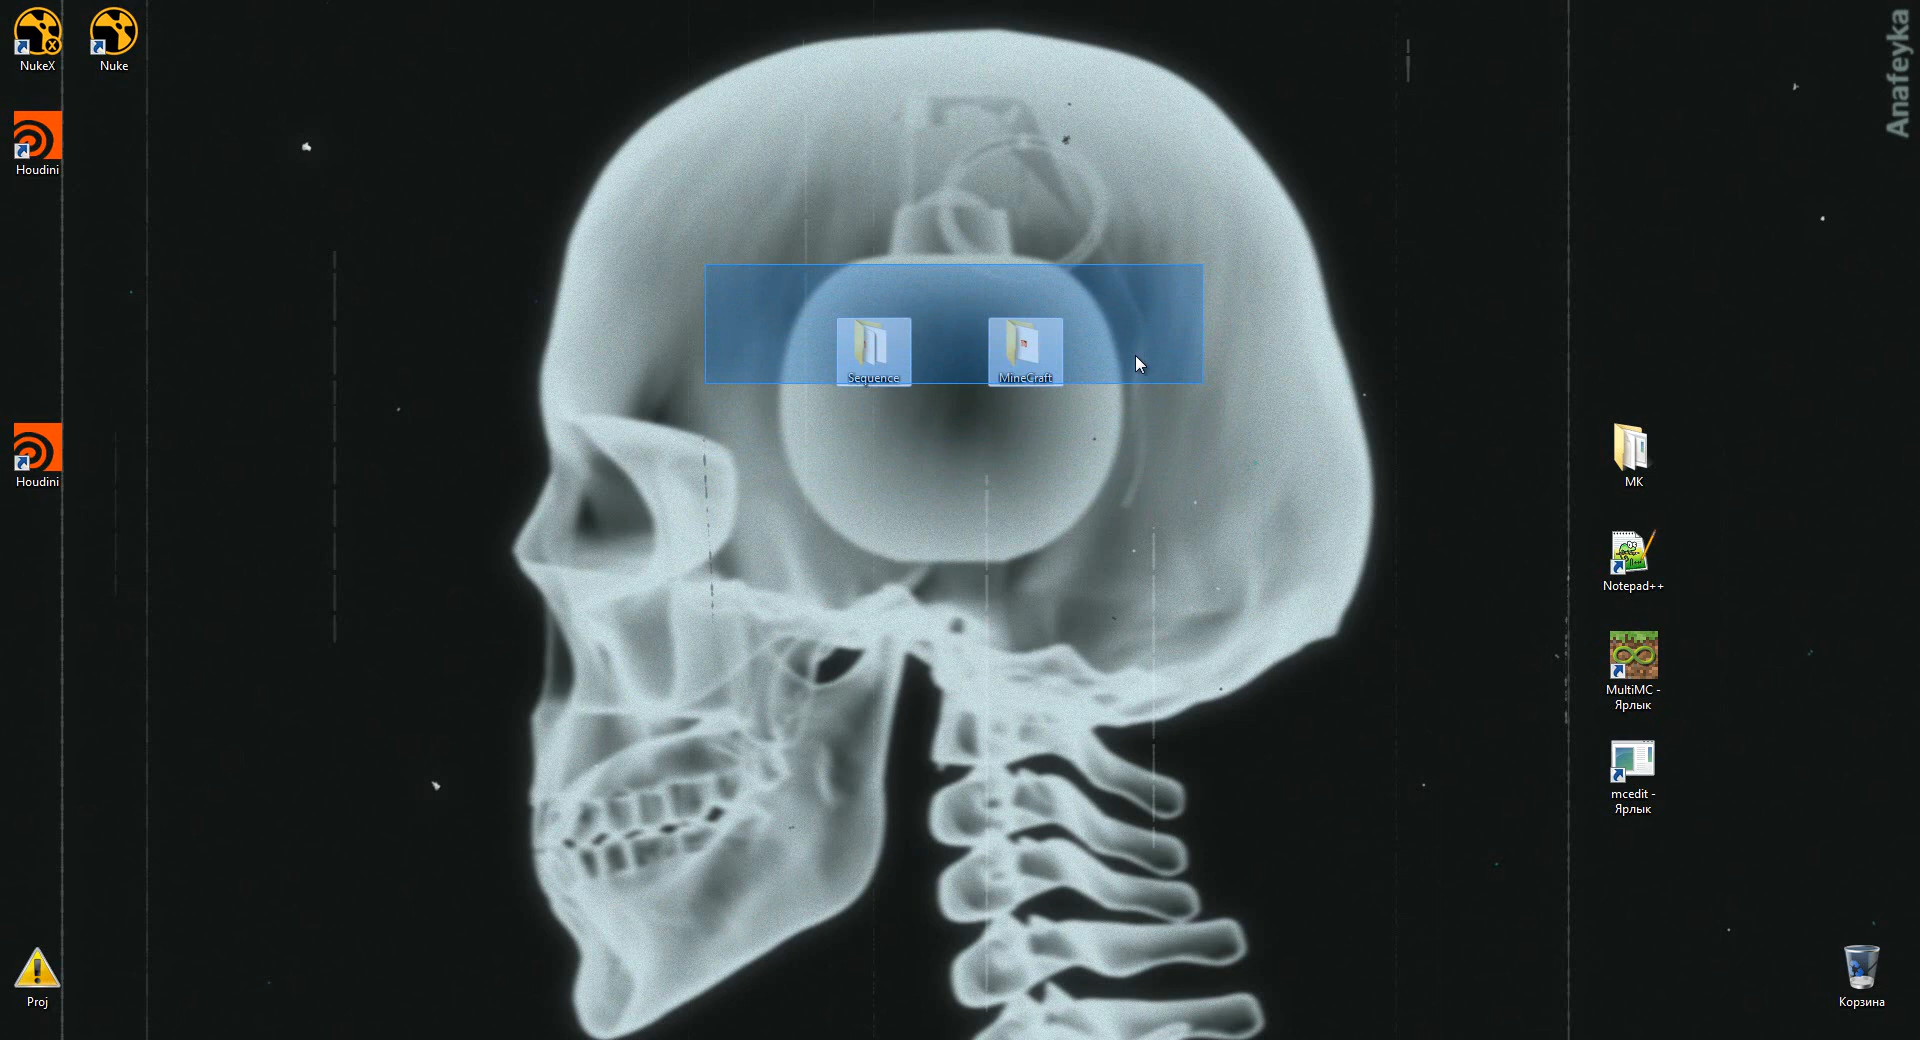 NukeX
Nuke
Houdini
Anafeyka
Sequence
MineCraft
Houdini
MK
Notepad++
MultiMC -
Ярлык
mcedit -
Ярлык
Proj
Корзина